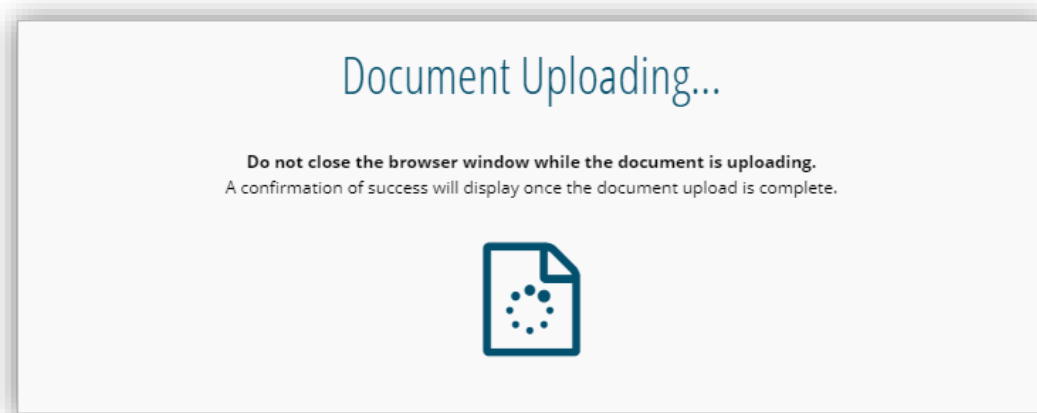 Document Uploading...
Do not close the browser window while the document is uploading.
A confirmation of success will display once the document upload is complete.